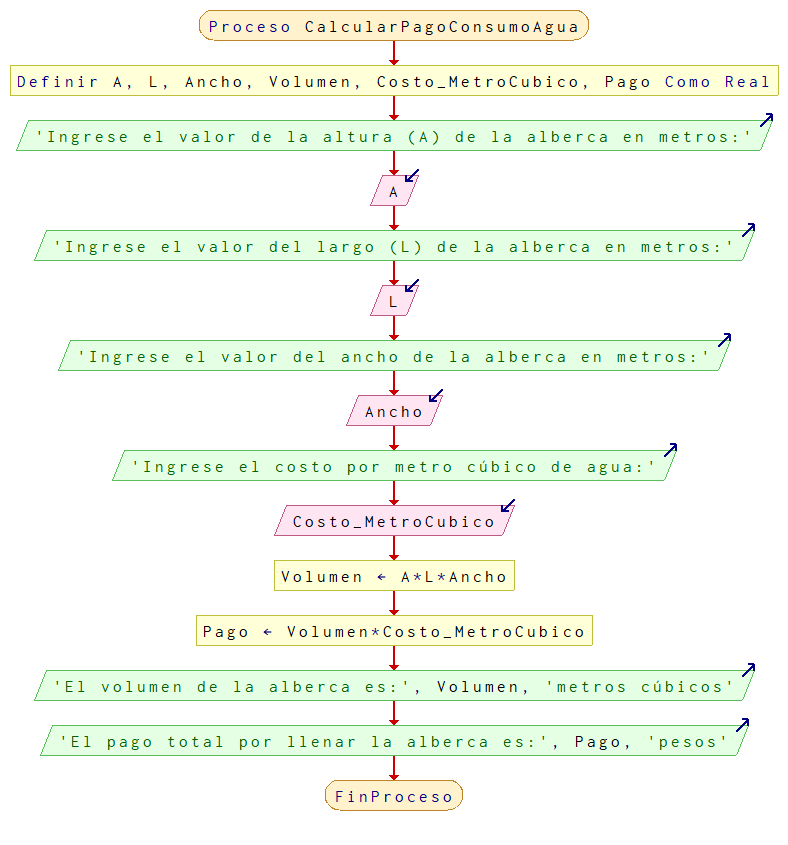 Proceso CalcularPagoConsumoAgua
Definir A, L, Ancho, Volumen, Costo_MetroCubico, Pago Como Real
'Ingrese el valor de la altura (A) de la alberca en metros:'
A
'Ingrese el valor del largo (L) de la alberca en metros:'
L
'Ingrese el valor del ancho de la alberca en metros:'
Ancho
'Ingrese el costo por metro cúbico de agua:'
Costo_MetroCubico
Volumen ← A*L*Ancho
Pago ← Volumen*Costo_MetroCubico
'El volumen de la alberca es:', Volumen, 'metros cúbicos'
'El pago total por llenar la alberca es:', Pago, 'pesos'
FinProceso